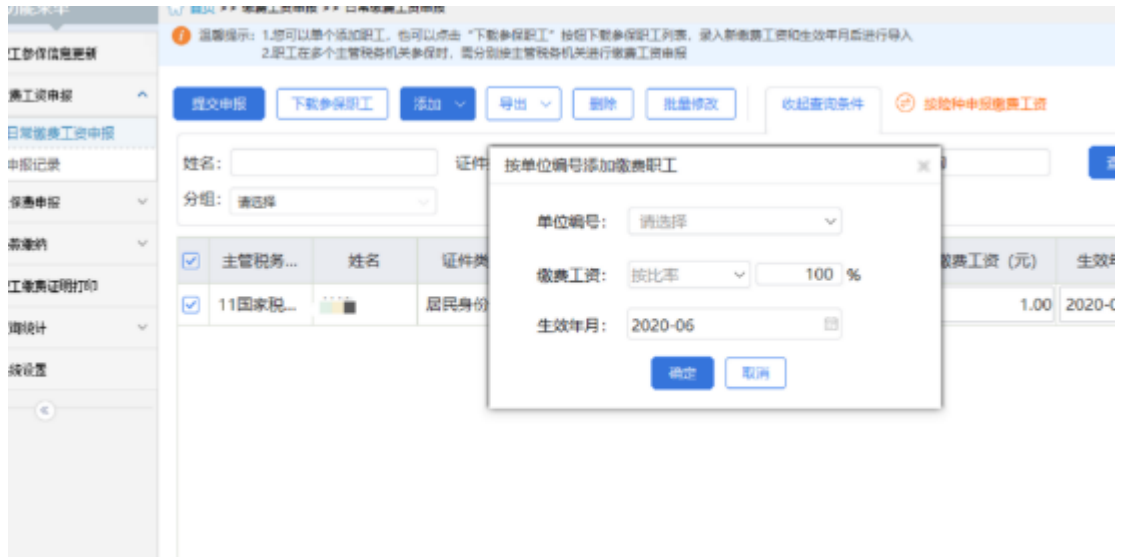 首页 >> 缴费工资申报 >> 日常缴费工资申报
温馨提示：1.您可以单个添加职工，也可以点击“下载参保职工”按钮下载参保职工列表，录入新缴费工资和生效年月后进行导入
2.职工在多个主管税务机关参保时，需分别按主管税务机关进行缴费工资申报
工参保信息更新
费工资申报
日常缴费工资申报
申报记录
保费申报
费缴纳
工缴费证明打印
询统计
统设置
提交申报 下载参保职工 添加 导出 删除 批量修改 收起查询条件 按险种申报缴费工资
姓名： 证件
分组： 请选择
主管税务... 姓名 证件类 缴费工资（元） 生效年
11国家税... 居民身份 1.00 2020-0
按单位编号添加缴费职工
单位编号： 请选择
缴费工资： 按比率 100 %
生效年月： 2020-06
确定 取消